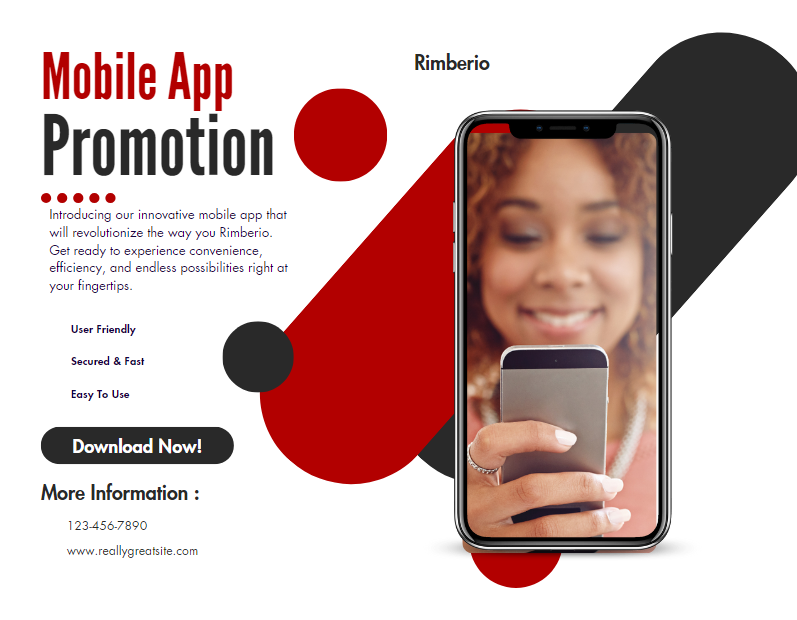 Mobile App
Promotion
Rimberio
Introducing our innovative mobile app that
will revolutionize the way you Rimberio.
Get ready to experience convenience,
efficiency, and endless possibilities right at
your fingertips.
User Friendly
Secured & Fast
Easy To Use
Download Now!
More Information :
123-456-7890
www.reallygreatsite.com